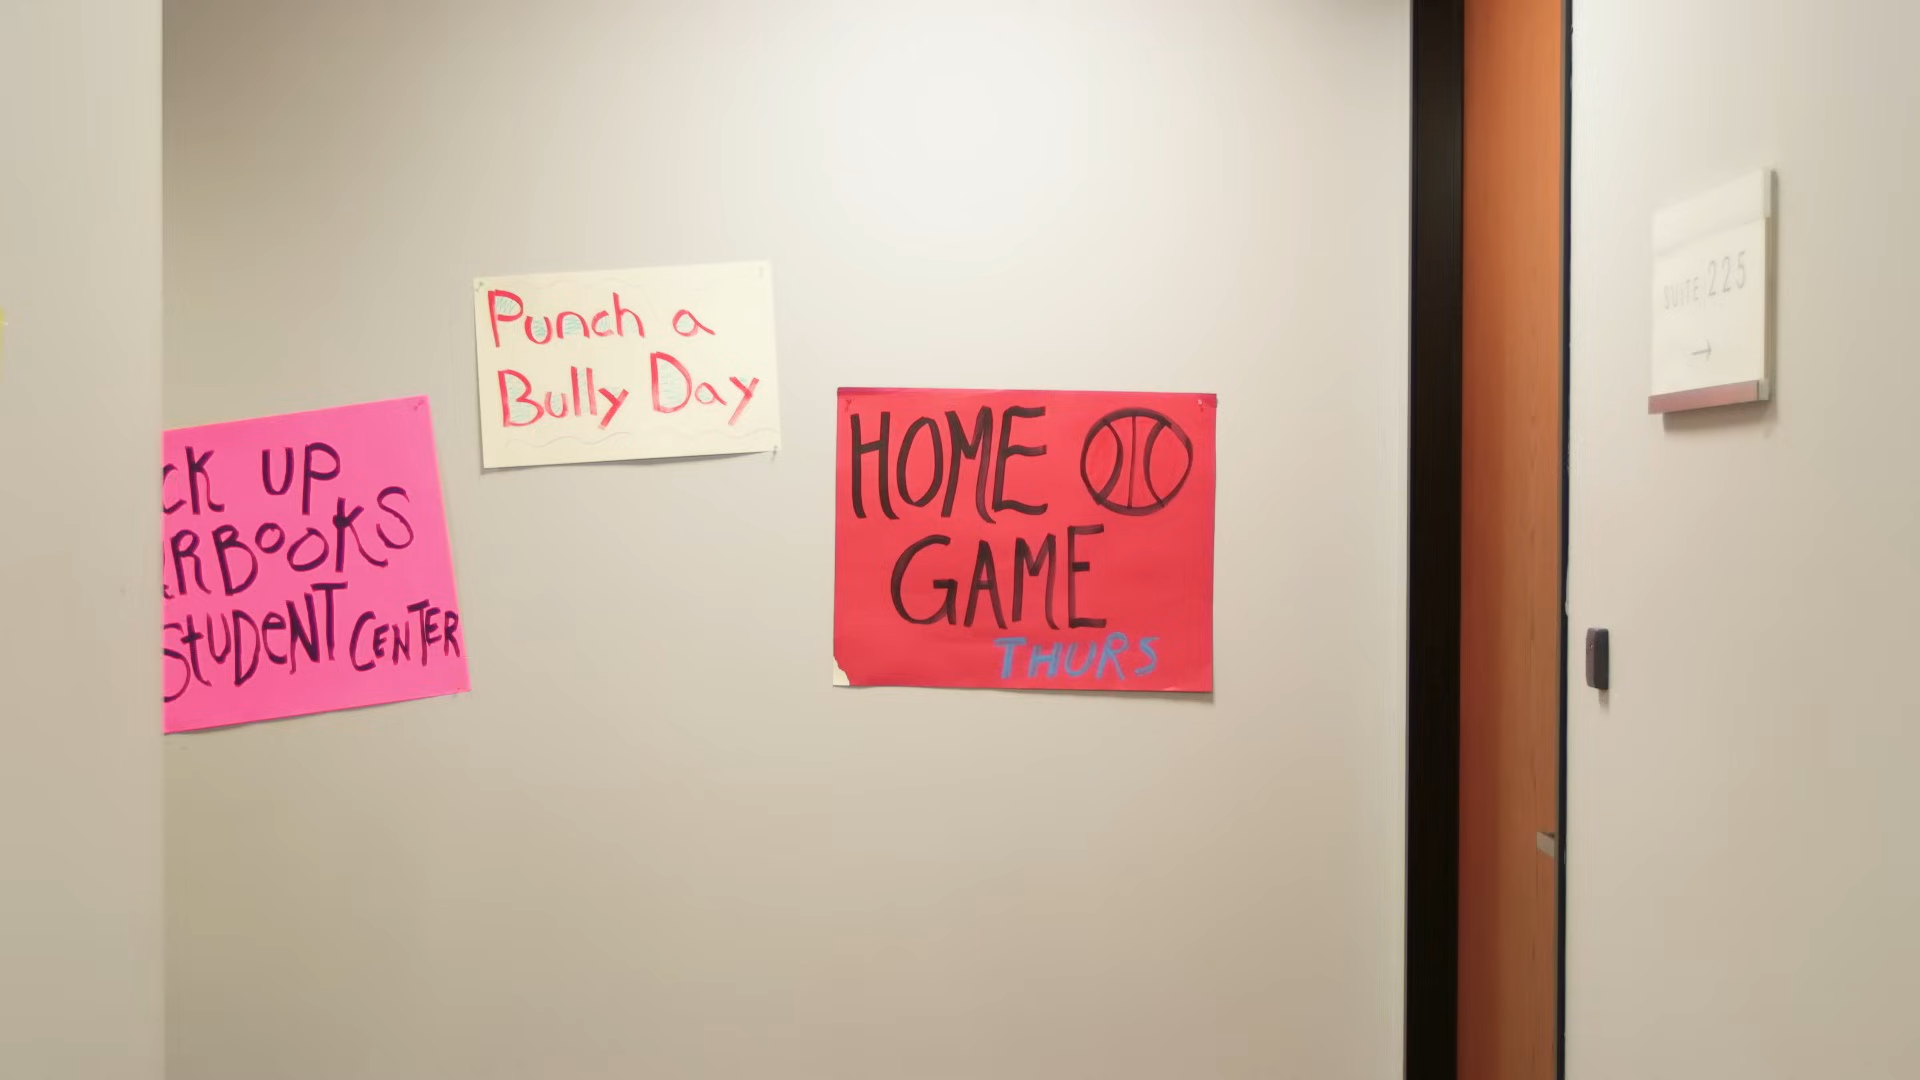 Punch a
Bully Day
CK UP
RBOOKS
STUDENT CENTER
HOME
GAME
THURS
SUITE 225
→